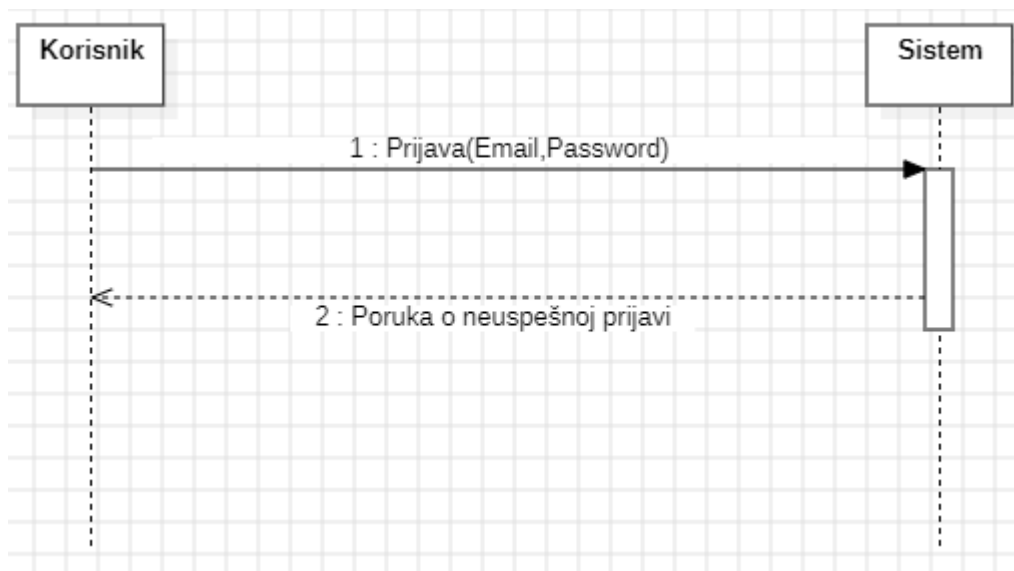 Korisnik
Sistem
1 : Prijava(Email,Password)
2 : Poruka o neuspešnoj prijavi